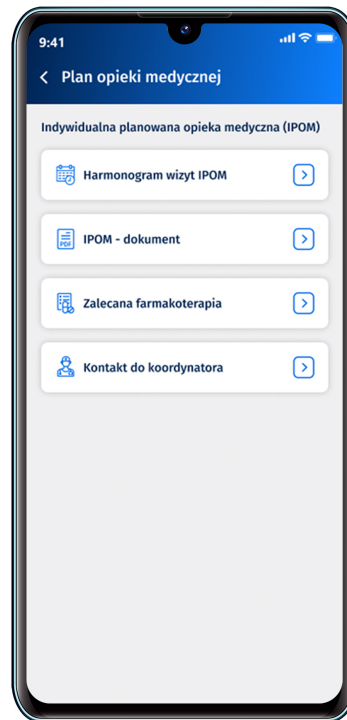 9:41
Plan opieki medycznej
Indywidualna planowana opieka medyczna (IPOM)
Harmonogram wizyt IPOM
PDF
IPOM - dokument
Zalecana farmakoterapia
Kontakt do koordynatora